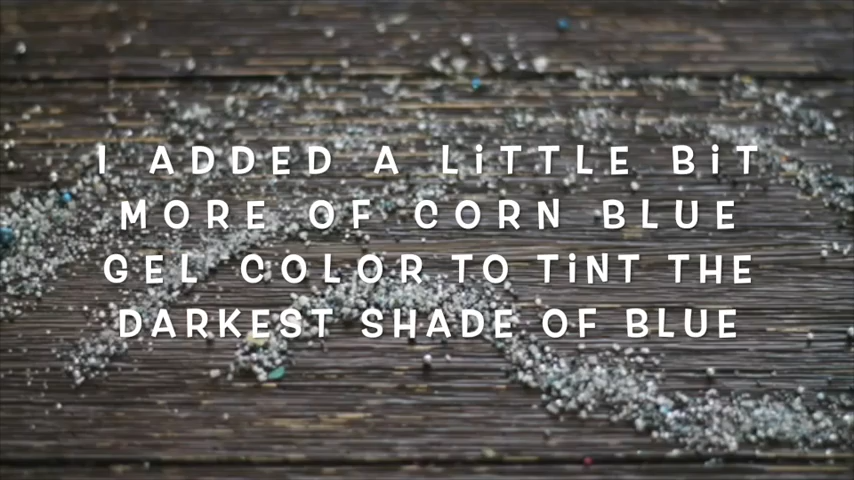 I ADDED A LiTTLE BiT
MORE OF CORN BLUE
GEL COLOR TO TiNT THE
DARKEST SHADE OF BLUE